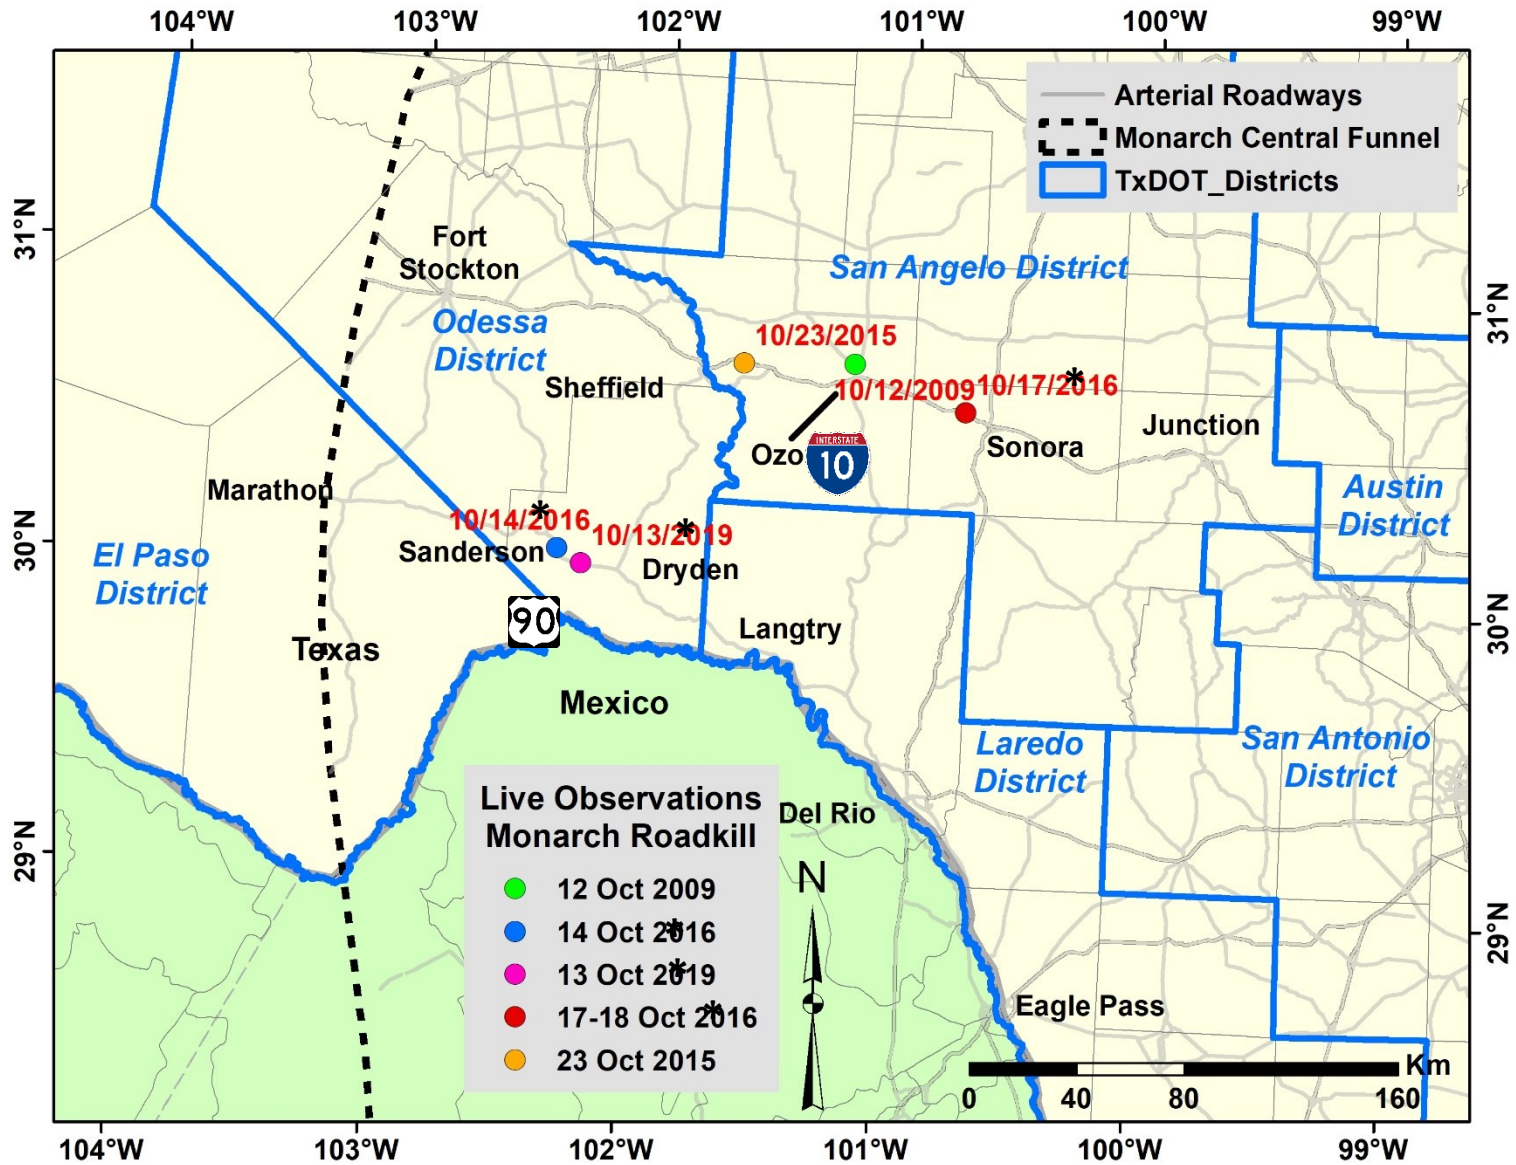 104°W 103°W 102°W 101°W 100°W 99°W
Arterial Roadways
Monarch Central Funnel
TxDOT_Districts
31°N
Fort
Stockton
San Angelo District
31°N
Odessa
District
10/23/2015
Sheffield
10/12/2009
10/17/2016
*
Junction
Ozo
INTERSTATE
10
Sonora
Marathon
Austin
District
*
10/14/2016
*
10/13/2019
30°N
Sanderson
El Paso
District
Dryden
90
Langtry
30°N
Texas
Mexico
Laredo
District
San Antonio
District
29°N
Live Observations
Monarch Roadkill
Del Rio
N
12 Oct 2009
14 Oct 2016*
13 Oct 2019*
17-18 Oct 2016*
23 Oct 2015
29°N
Eagle Pass
Km
0 40 80 160
104°W 103°W 102°W 101°W 100°W 99°W